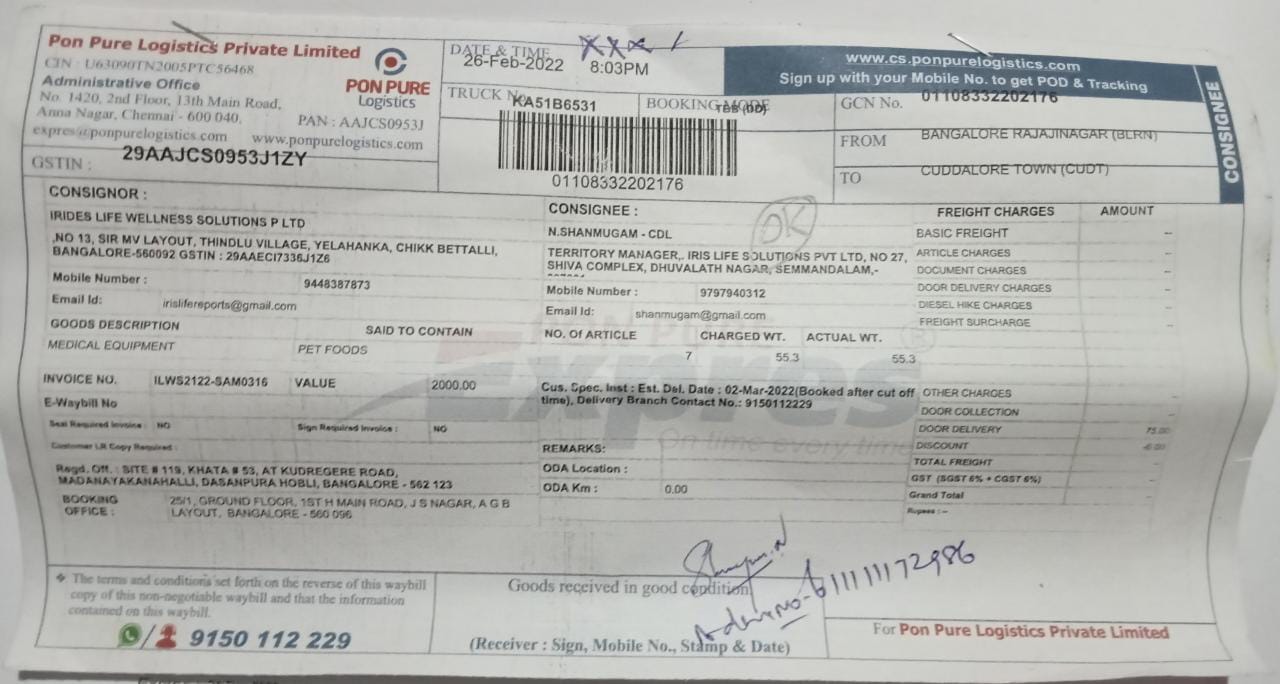 Pon Pure Logistics Private Limited
CIN : U63090TN2005PTC56468
Administrative Office
No. 1420, 2nd Floor, 13th Main Road,
Anna Nagar, Chennai - 600 040,
PAN : AAJCS0953J
expres@ponpurelogistics.com www.ponpurelogistics.com
GSTIN : 29AAJCS0953J1ZY
PON PURE
Logistics
DATE & TIME
26-Feb-2022 8:03PM
TRUCK No. KA51B6531
BOOKING MODE TBB (DD)
01108332202176
www.cs.ponpurelogistics.com
Sign up with your Mobile No. to get POD & Tracking
GCN No. 01108332202176
FROM BANGALORE RAJAJINAGAR (BLRN)
TO CUDDALORE TOWN (CUDT)
CONSIGNEE
CONSIGNOR :
IRIDES LIFE WELLNESS SOLUTIONS P LTD
,NO 13, SIR MV LAYOUT, THINDLU VILLAGE, YELAHANKA, CHIKK BETTALLI,
BANGALORE-560092 GSTIN : 29AAECI7336J1Z6
Mobile Number : 9448387873
Email Id: irislifereports@gmail.com
CONSIGNEE :
N.SHANMUGAM - CDL
TERRITORY MANAGER,. IRIS LIFE SOLUTIONS PVT LTD, NO 27,
SHIVA COMPLEX, DHUVALATH NAGAR, SEMMANDALAM,-
Mobile Number : 9797940312
Email Id: shanmugam@gmail.com
OK
FREIGHT CHARGES AMOUNT
BASIC FREIGHT --
ARTICLE CHARGES --
DOCUMENT CHARGES --
DOOR DELIVERY CHARGES --
DIESEL HIKE CHARGES --
FREIGHT SURCHARGE --
GOODS DESCRIPTION SAID TO CONTAIN
MEDICAL EQUIPMENT PET FOODS
NO. OF ARTICLE CHARGED WT. ACTUAL WT.
7 55.3 55.3
PON PURE
Expres ®
On time every time
INVOICE NO. ILWS2122-SAM0316 VALUE 2000.00
E-Waybill No
Seal Required Invoice : NO Sign Required Invoice : NO
Customer LR Copy Required :
Cus. Spec. Inst : Est. Del. Date : 02-Mar-2022(Booked after cut off
time), Delivery Branch Contact No.: 9150112229
REMARKS:
ODA Location :
ODA Km : 0.00
OTHER CHARGES
DOOR COLLECTION
DOOR DELIVERY 75.00
DISCOUNT
TOTAL FREIGHT
GST (SGST 6% + CGST 6%)
Grand Total
Rupees : --
Regd. Off. : SITE # 119, KHATA # 53, AT KUDREGERE ROAD,
MADANAYAKANAHALLI, DASANPURA HOBLI, BANGALORE - 562 123
BOOKING OFFICE : 25/1, GROUND FLOOR, 1ST H MAIN ROAD, J S NAGAR, A G B
LAYOUT, BANGALORE - 560 096
❖ The terms and conditions set forth on the reverse of this waybill
copy of this non-negotiable waybill and that the information
contained on this waybill.
9150 112 229
Goods received in good condition
(Receiver : Sign, Mobile No., Stamp & Date)
For Pon Pure Logistics Private Limited